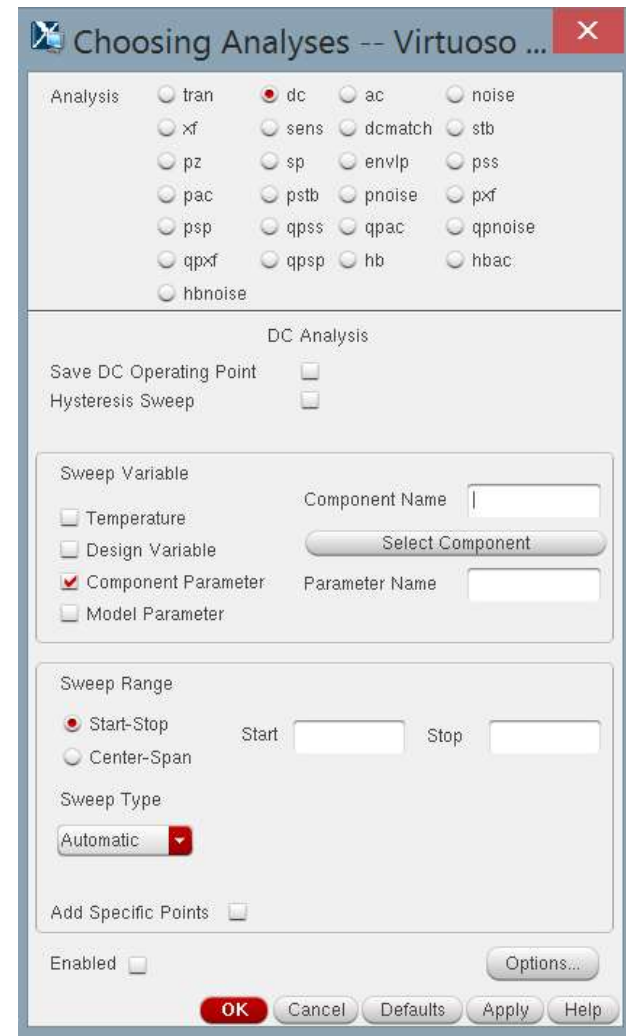 Choosing Analyses -- Virtuoso ...
Analysis tran dc ac noise
xf sens dcmatch stb
pz sp envlp pss
pac pstb pnoise pxf
psp qpss qpac qpnoise
qpxf qpsp hb hbac
hbnoise
DC Analysis
Save DC Operating Point
Hysteresis Sweep
Sweep Variable
Temperature
Design Variable
Component Parameter
Model Parameter
Component Name
Select Component
Parameter Name
Sweep Range
Start-Stop
Center-Span
Start
Stop
Sweep Type
Automatic
Add Specific Points
Enabled
Options...
OK Cancel Defaults Apply Help